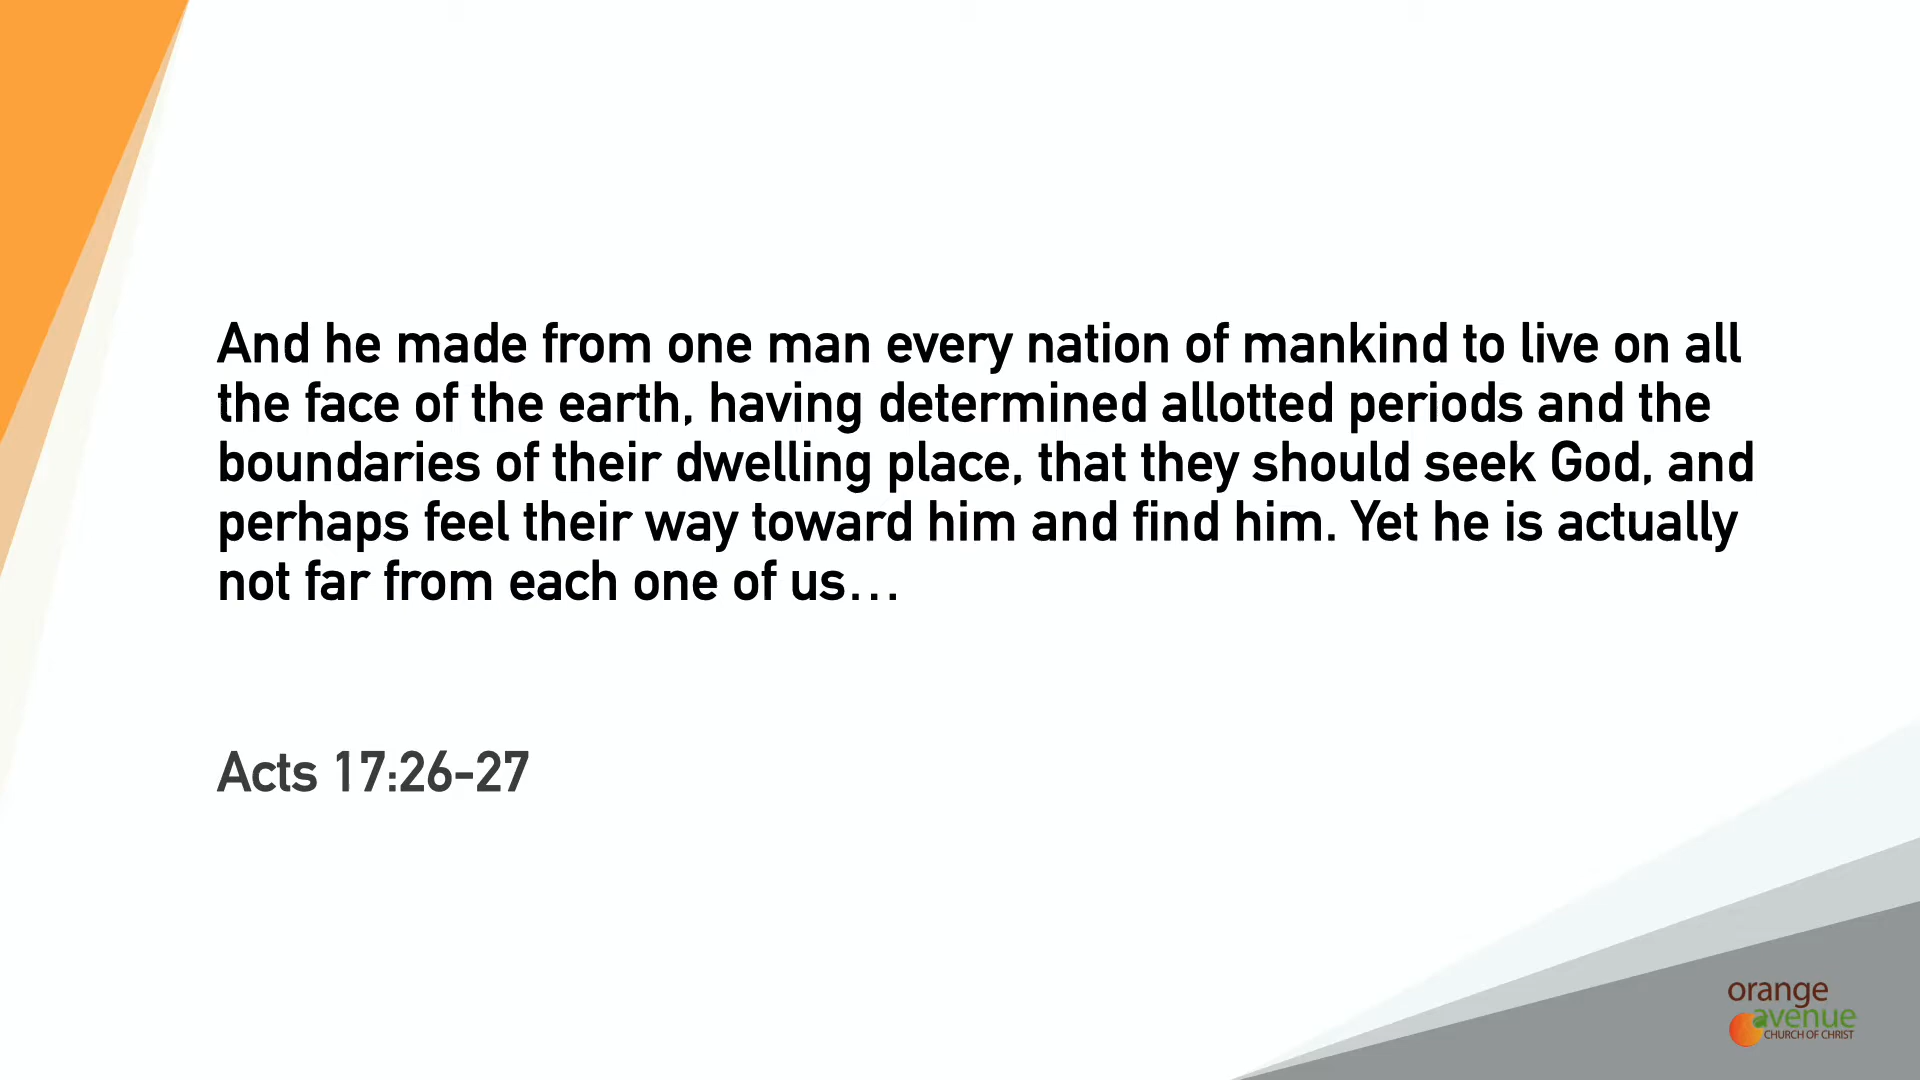 And he made from one man every nation of mankind to live on all
the face of the earth, having determined allotted periods and the
boundaries of their dwelling place, that they should seek God, and
perhaps feel their way toward him and find him. Yet he is actually
not far from each one of us…
Acts 17:26-27
orange
avenue
CHURCH OF CHRIST